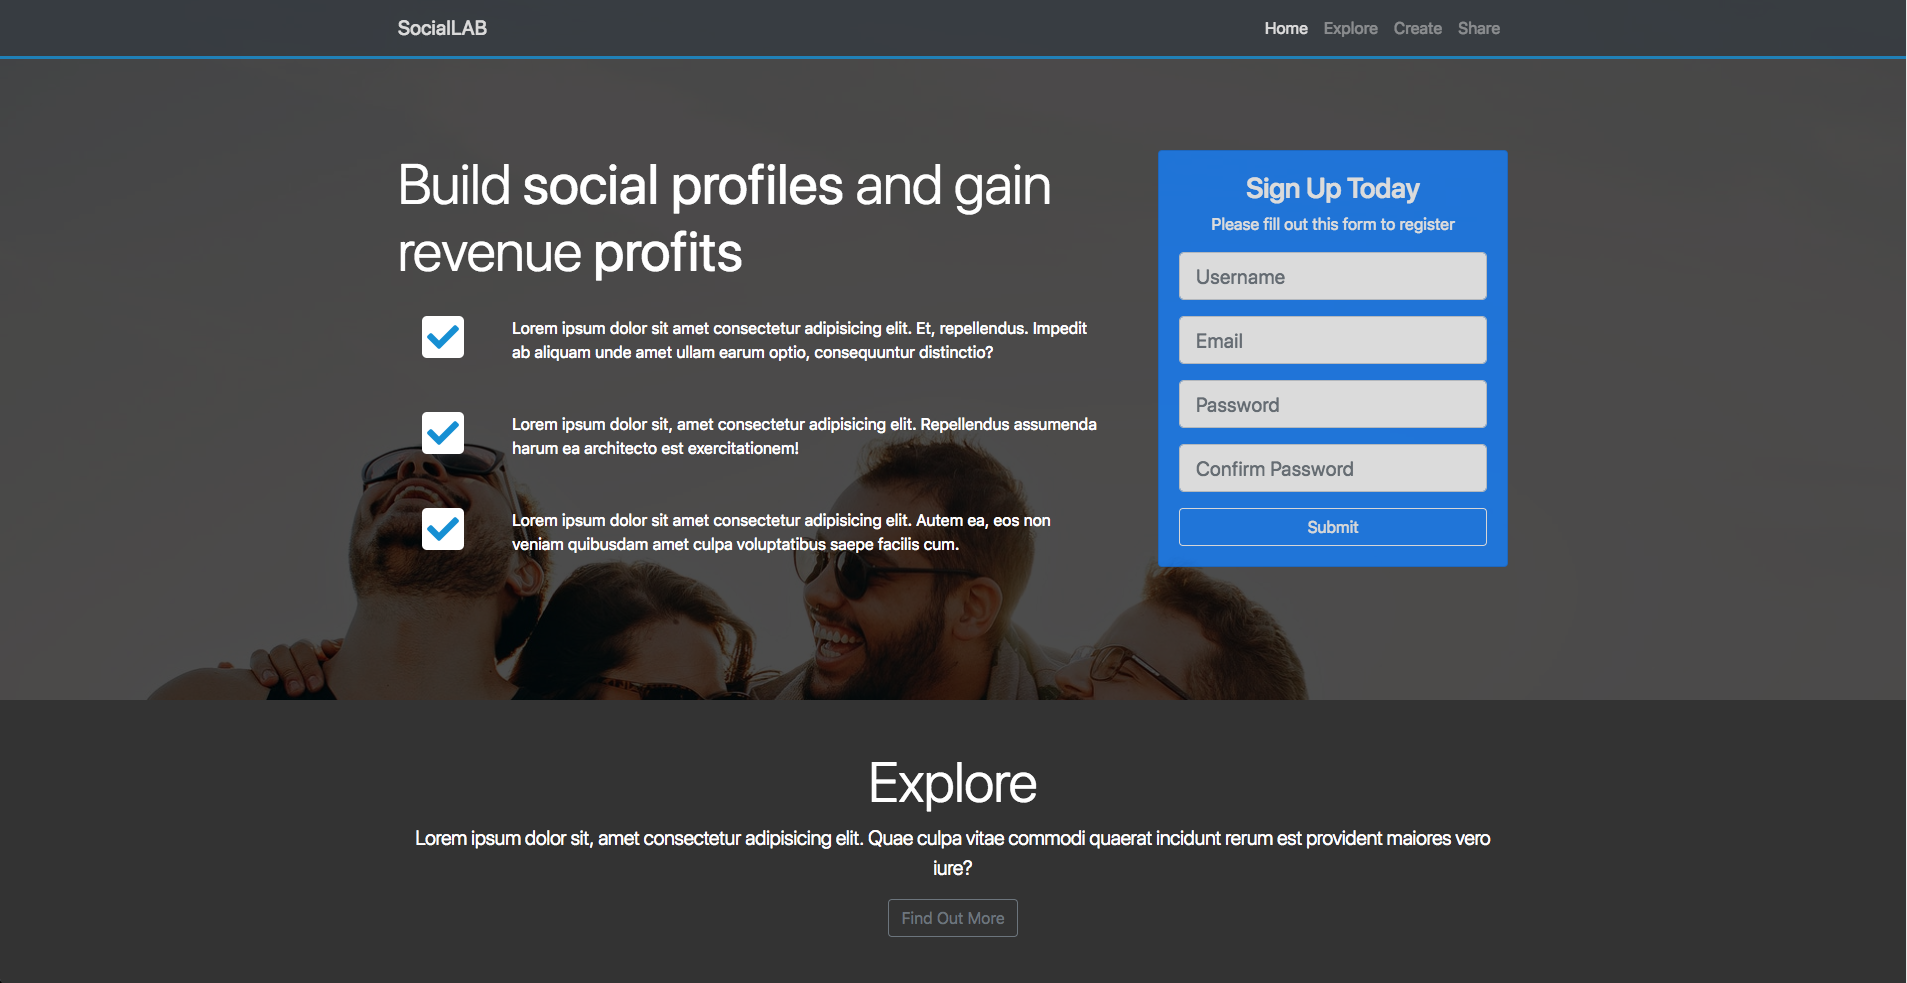 SocialLAB
Home Explore Create Share
Build social profiles and gain
revenue profits
Lorem ipsum dolor sit amet consectetur adipisicing elit. Et, repellendus. Impedit
ab aliquam unde amet ullam earum optio, consequuntur distinctio?
Lorem ipsum dolor sit, amet consectetur adipisicing elit. Repellendus assumenda
harum ea architecto est exercitationem!
Lorem ipsum dolor sit amet consectetur adipisicing elit. Autem ea, eos non
veniam quibusdam amet culpa voluptatibus saepe facilis cum.
Sign Up Today
Please fill out this form to register
Username
Email
Password
Confirm Password
Submit
Explore
Lorem ipsum dolor sit, amet consectetur adipisicing elit. Quae culpa vitae commodi quaerat incidunt rerum est provident maiores vero
iure?
Find Out More